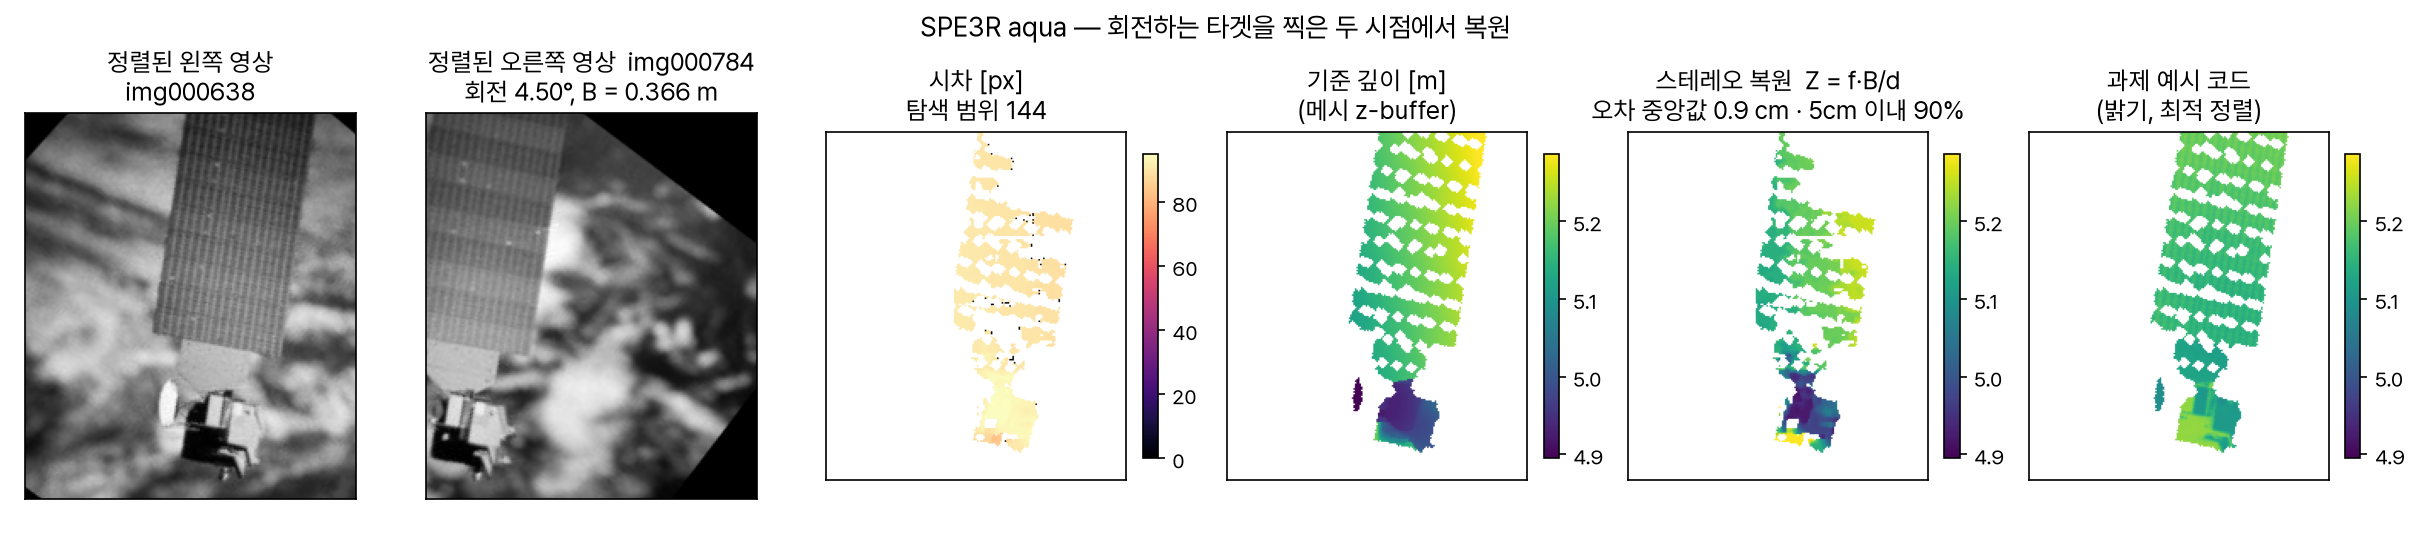 SPE3R aqua — 회전하는 타겟을 찍은 두 시점에서 복원
정렬된 왼쪽 영상
img000638
정렬된 오른쪽 영상  img000784
회전 4.50°, B = 0.366 m
시차 [px]
탐색 범위 144
80
60
40
20
0
기준 깊이 [m]
(메시 z-buffer)
5.2
5.1
5.0
4.9
스테레오 복원  Z = f·B/d
오차 중앙값 0.9 cm · 5cm 이내 90%
5.2
5.1
5.0
4.9
과제 예시 코드
(밝기, 최적 정렬)
5.2
5.1
5.0
4.9